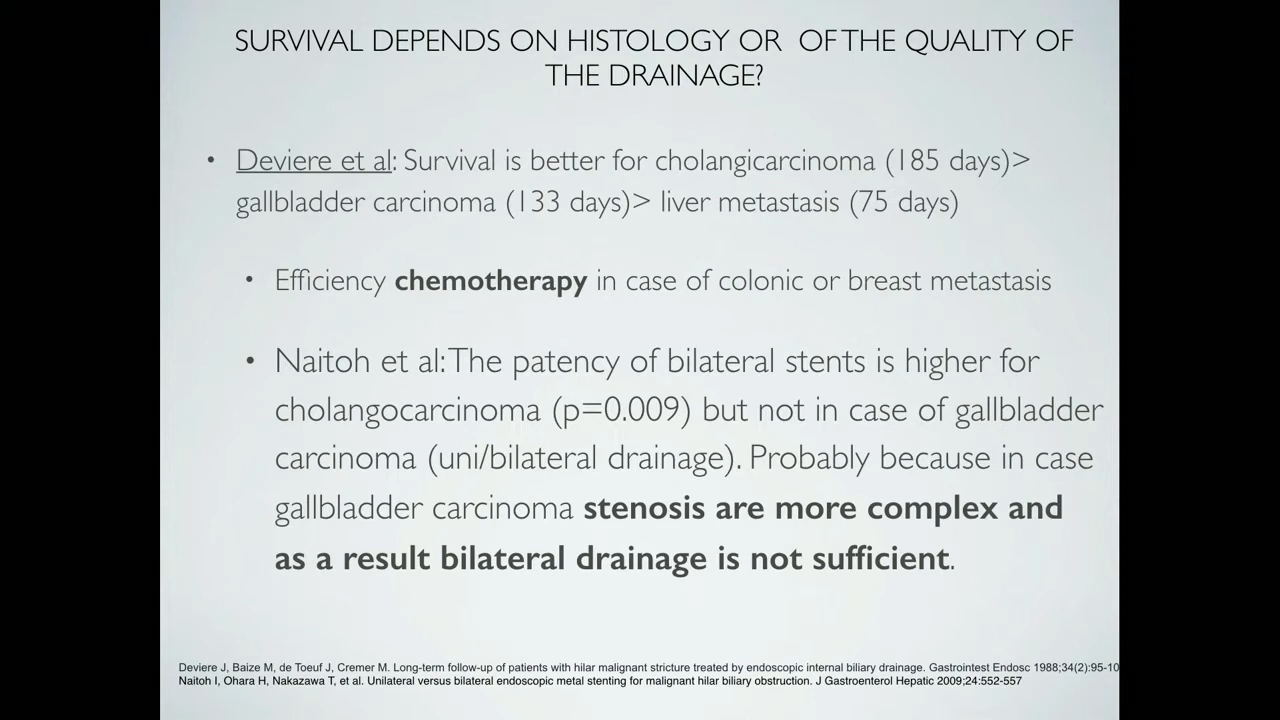 SURVIVAL DEPENDS ON HISTOLOGY OR OF THE QUALITY OF
THE DRAINAGE?
• Deviere et al: Survival is better for cholangicarcinoma (185 days)>
gallbladder carcinoma (133 days)> liver metastasis (75 days)
• Efficiency chemotherapy in case of colonic or breast metastasis
• Naitoh et al: The patency of bilateral stents is higher for
cholangocarcinoma (p=0.009) but not in case of gallbladder
carcinoma (uni/bilateral drainage). Probably because in case
gallbladder carcinoma stenosis are more complex and
as a result bilateral drainage is not sufficient.
Deviere J, Baize M, de Toeuf J, Cremer M. Long-term follow-up of patients with hilar malignant stricture treated by endoscopic internal biliary drainage. Gastrointest Endosc 1988;34(2):95-10
Naitoh I, Ohara H, Nakazawa T, et al. Unilateral versus bilateral endoscopic metal stenting for malignant hilar biliary obstruction. J Gastroenterol Hepatic 2009;24:552-557